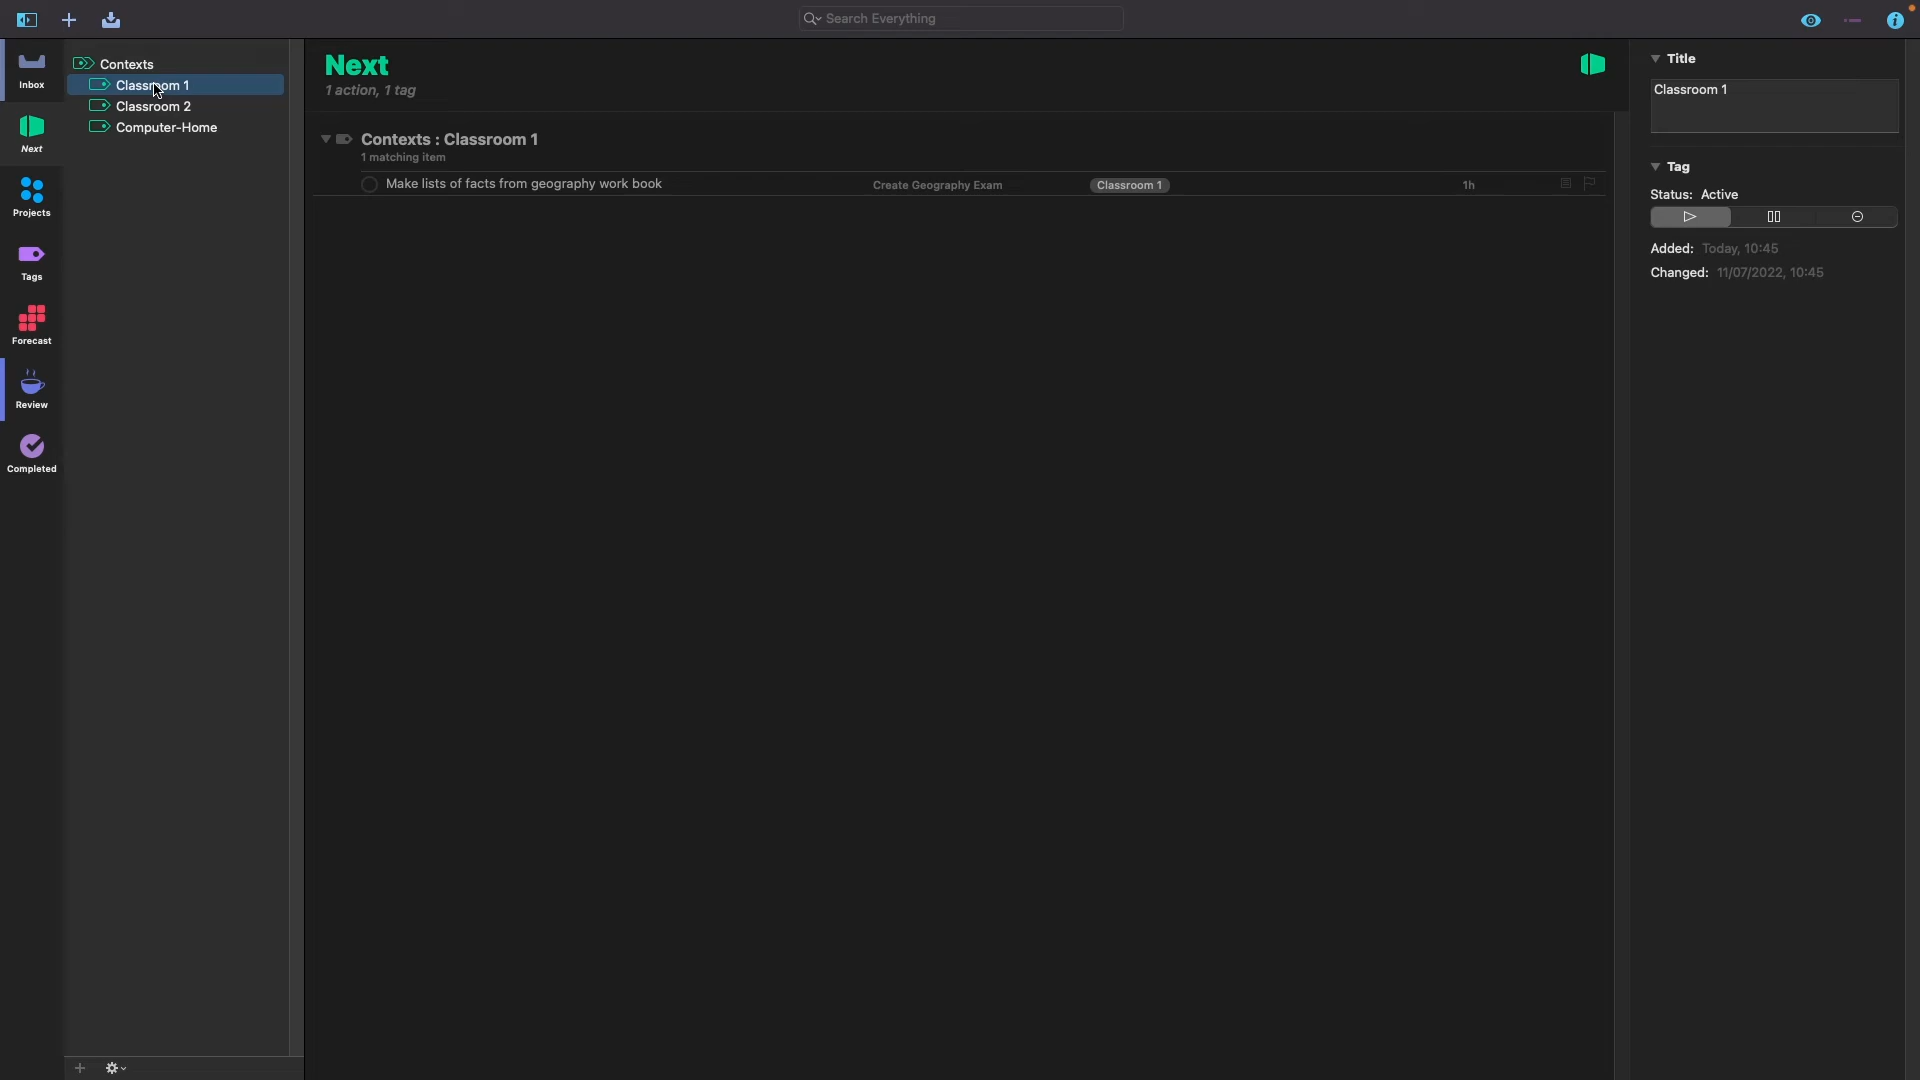 Search Everything
Inbox
Next
Projects
Tags
Forecast
Review
Completed
Contexts
Classroom 1
Classroom 2
Computer-Home
Next
1 action, 1 tag
Contexts : Classroom 1
1 matching item
Make lists of facts from geography work book Create Geography Exam Classroom 1 1h
Title
Classroom 1
Tag
Status: Active
Added: Today, 10:45
Changed: 11/07/2022, 10:45